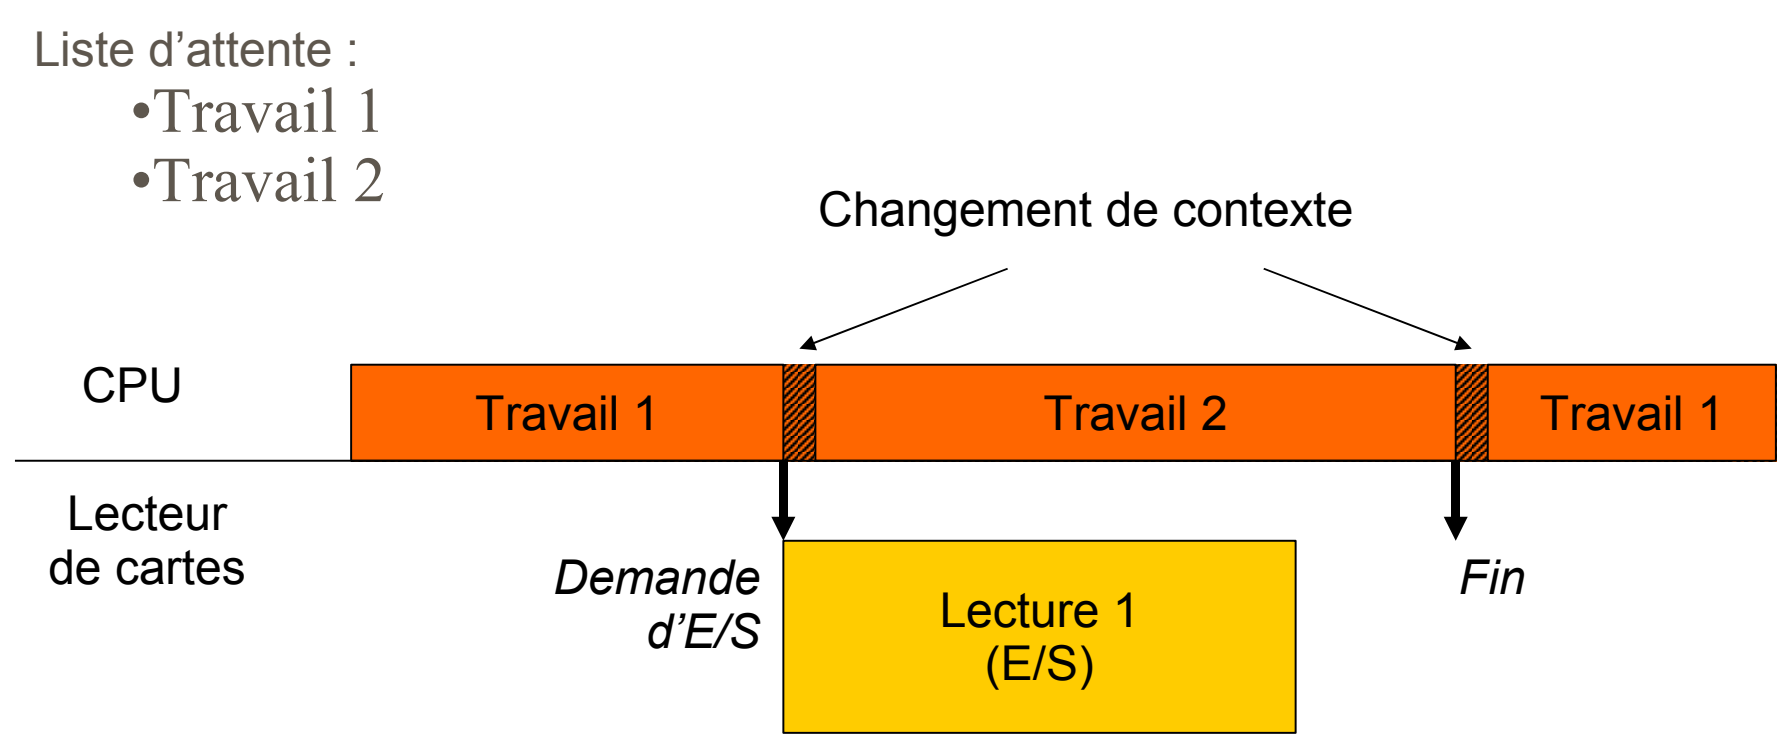 Liste d’attente :
•Travail 1
•Travail 2
Changement de contexte
CPU
Travail 1
Travail 2
Travail 1
Lecteur
de cartes
Demande
d’E/S
Lecture 1
(E/S)
Fin